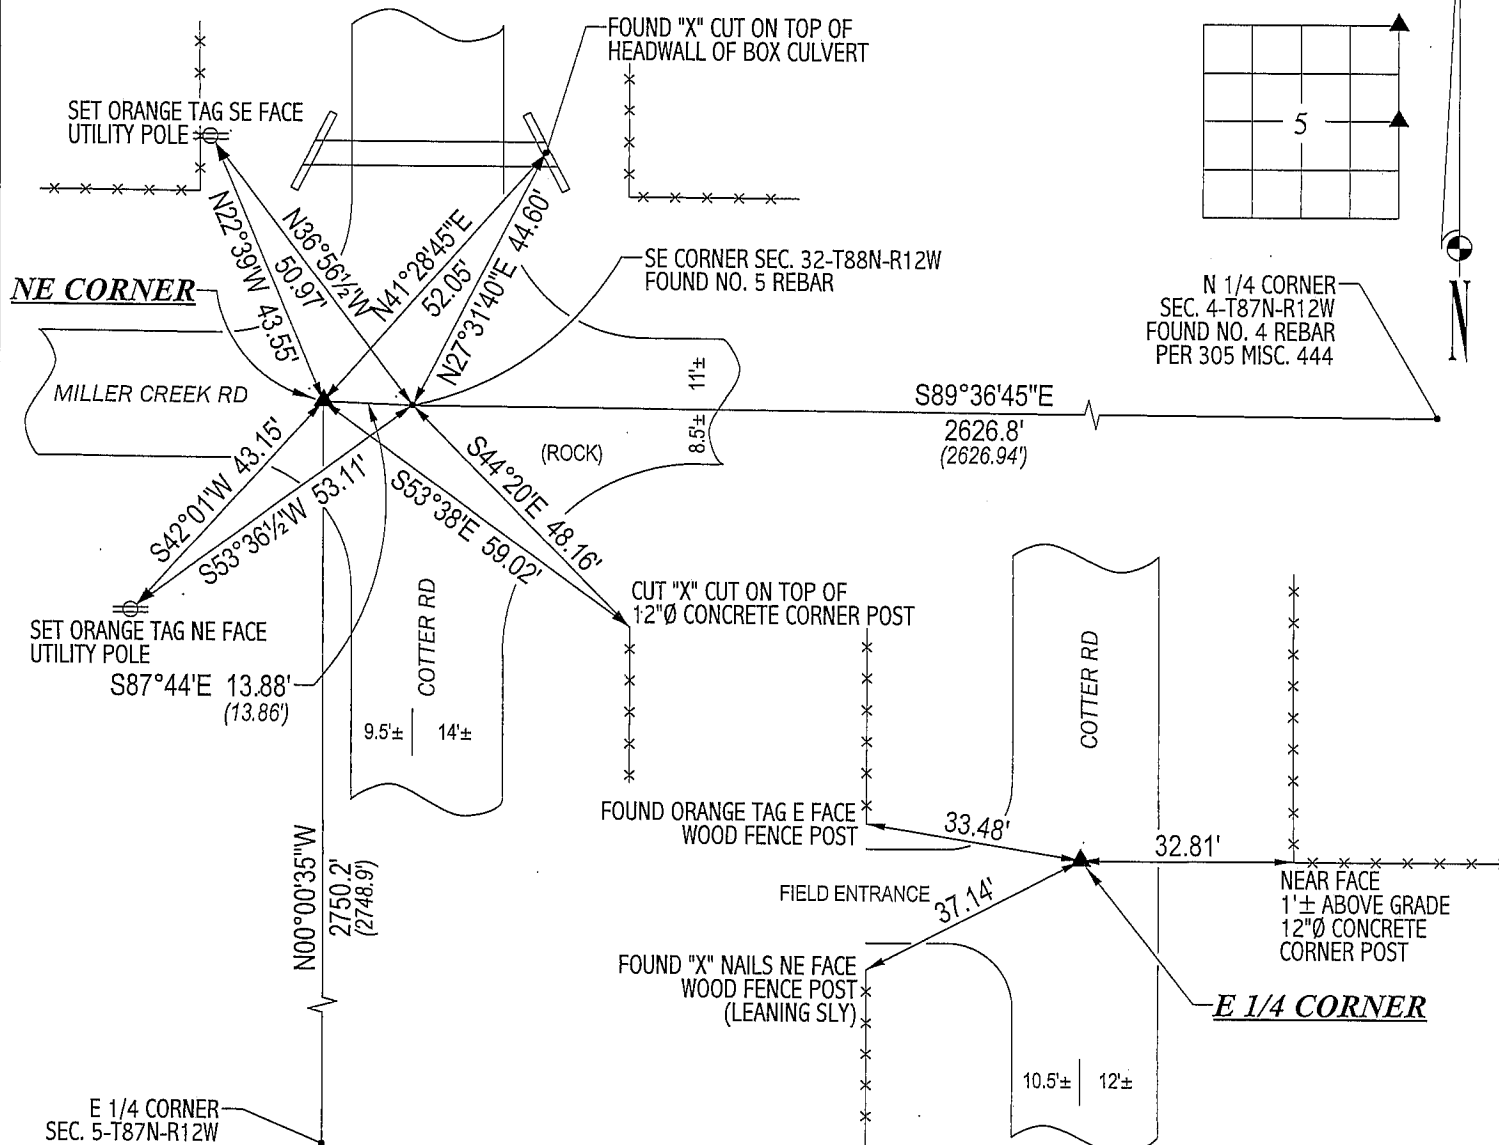 FOUND "X" CUT ON TOP OF
HEADWALL OF BOX CULVERT
SET ORANGE TAG SE FACE
UTILITY POLE
5
N22°39'W 43.55'
N36°56½'W
50.97'
N41°28'45"E
52.05'
N27°31'40"E 44.60'
SE CORNER SEC. 32-T88N-R12W
FOUND NO. 5 REBAR
NE CORNER
N 1/4 CORNER
SEC. 4-T87N-R12W
FOUND NO. 4 REBAR
PER 305 MISC. 444
N
MILLER CREEK RD
11'±
8.5'±
S89°36'45"E
2626.8'
(2626.94')
(ROCK)
S42°01'W 43.15'
S53°36½'W 53.11'
S53°38'E 59.02'
S44°20'E 48.16'
SET ORANGE TAG NE FACE
UTILITY POLE
S87°44'E 13.88'
(13.86')
COTTER RD
9.5'± 14'±
CUT "X" CUT ON TOP OF
12"Ø CONCRETE CORNER POST
COTTER RD
N00°00'35"W
2750.2'
(2748.9')
FOUND ORANGE TAG E FACE
WOOD FENCE POST
33.48'
32.81'
FIELD ENTRANCE
37.14'
NEAR FACE
1'± ABOVE GRADE
12"Ø CONCRETE
CORNER POST
FOUND "X" NAILS NE FACE
WOOD FENCE POST
(LEANING SLY)
E 1/4 CORNER
10.5'± 12'±
E 1/4 CORNER
SEC. 5-T87N-R12W